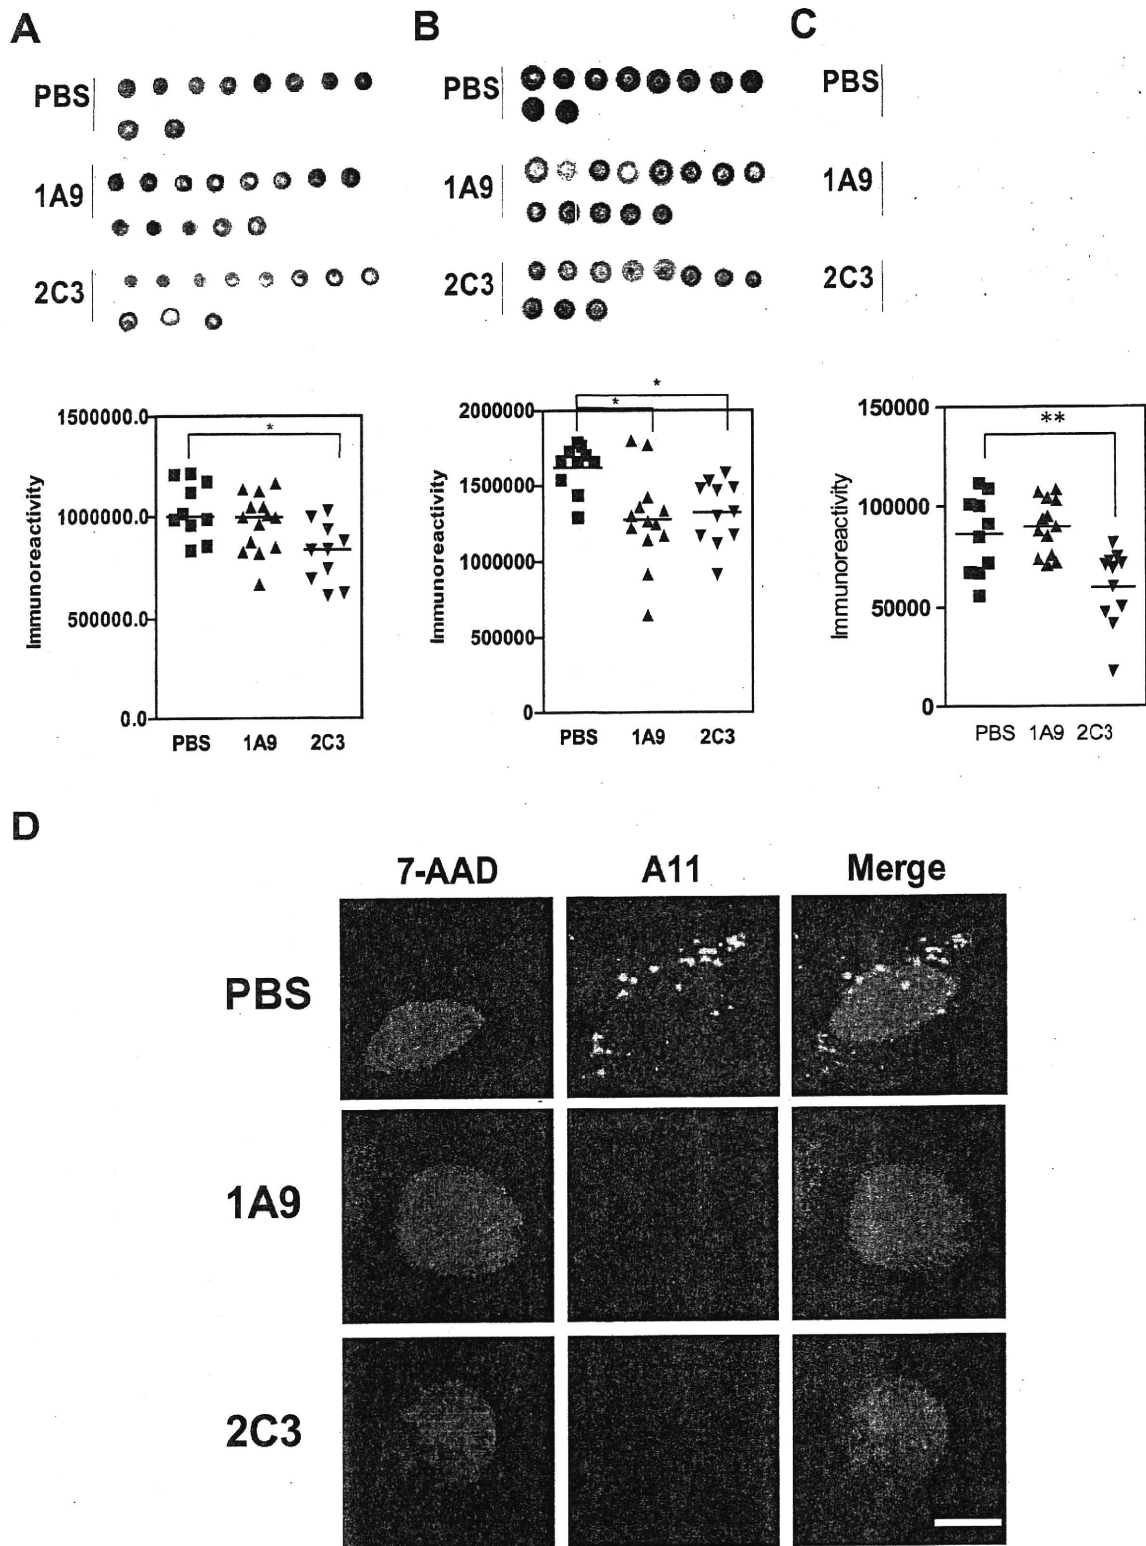 A
B
C
PBS
PBS
PBS
1A9
1A9
1A9
2C3
2C3
2C3
1500000.0
1000000.0
500000.0
0.0
Immunoreactivity
*
PBS 1A9 2C3
2000000
1500000
1000000
500000
0
Immunoreactivity
*
*
PBS 1A9 2C3
150000
100000
50000
0
Immunoreactivity
**
PBS 1A9 2C3
D
7-AAD A11 Merge
PBS
1A9
2C3